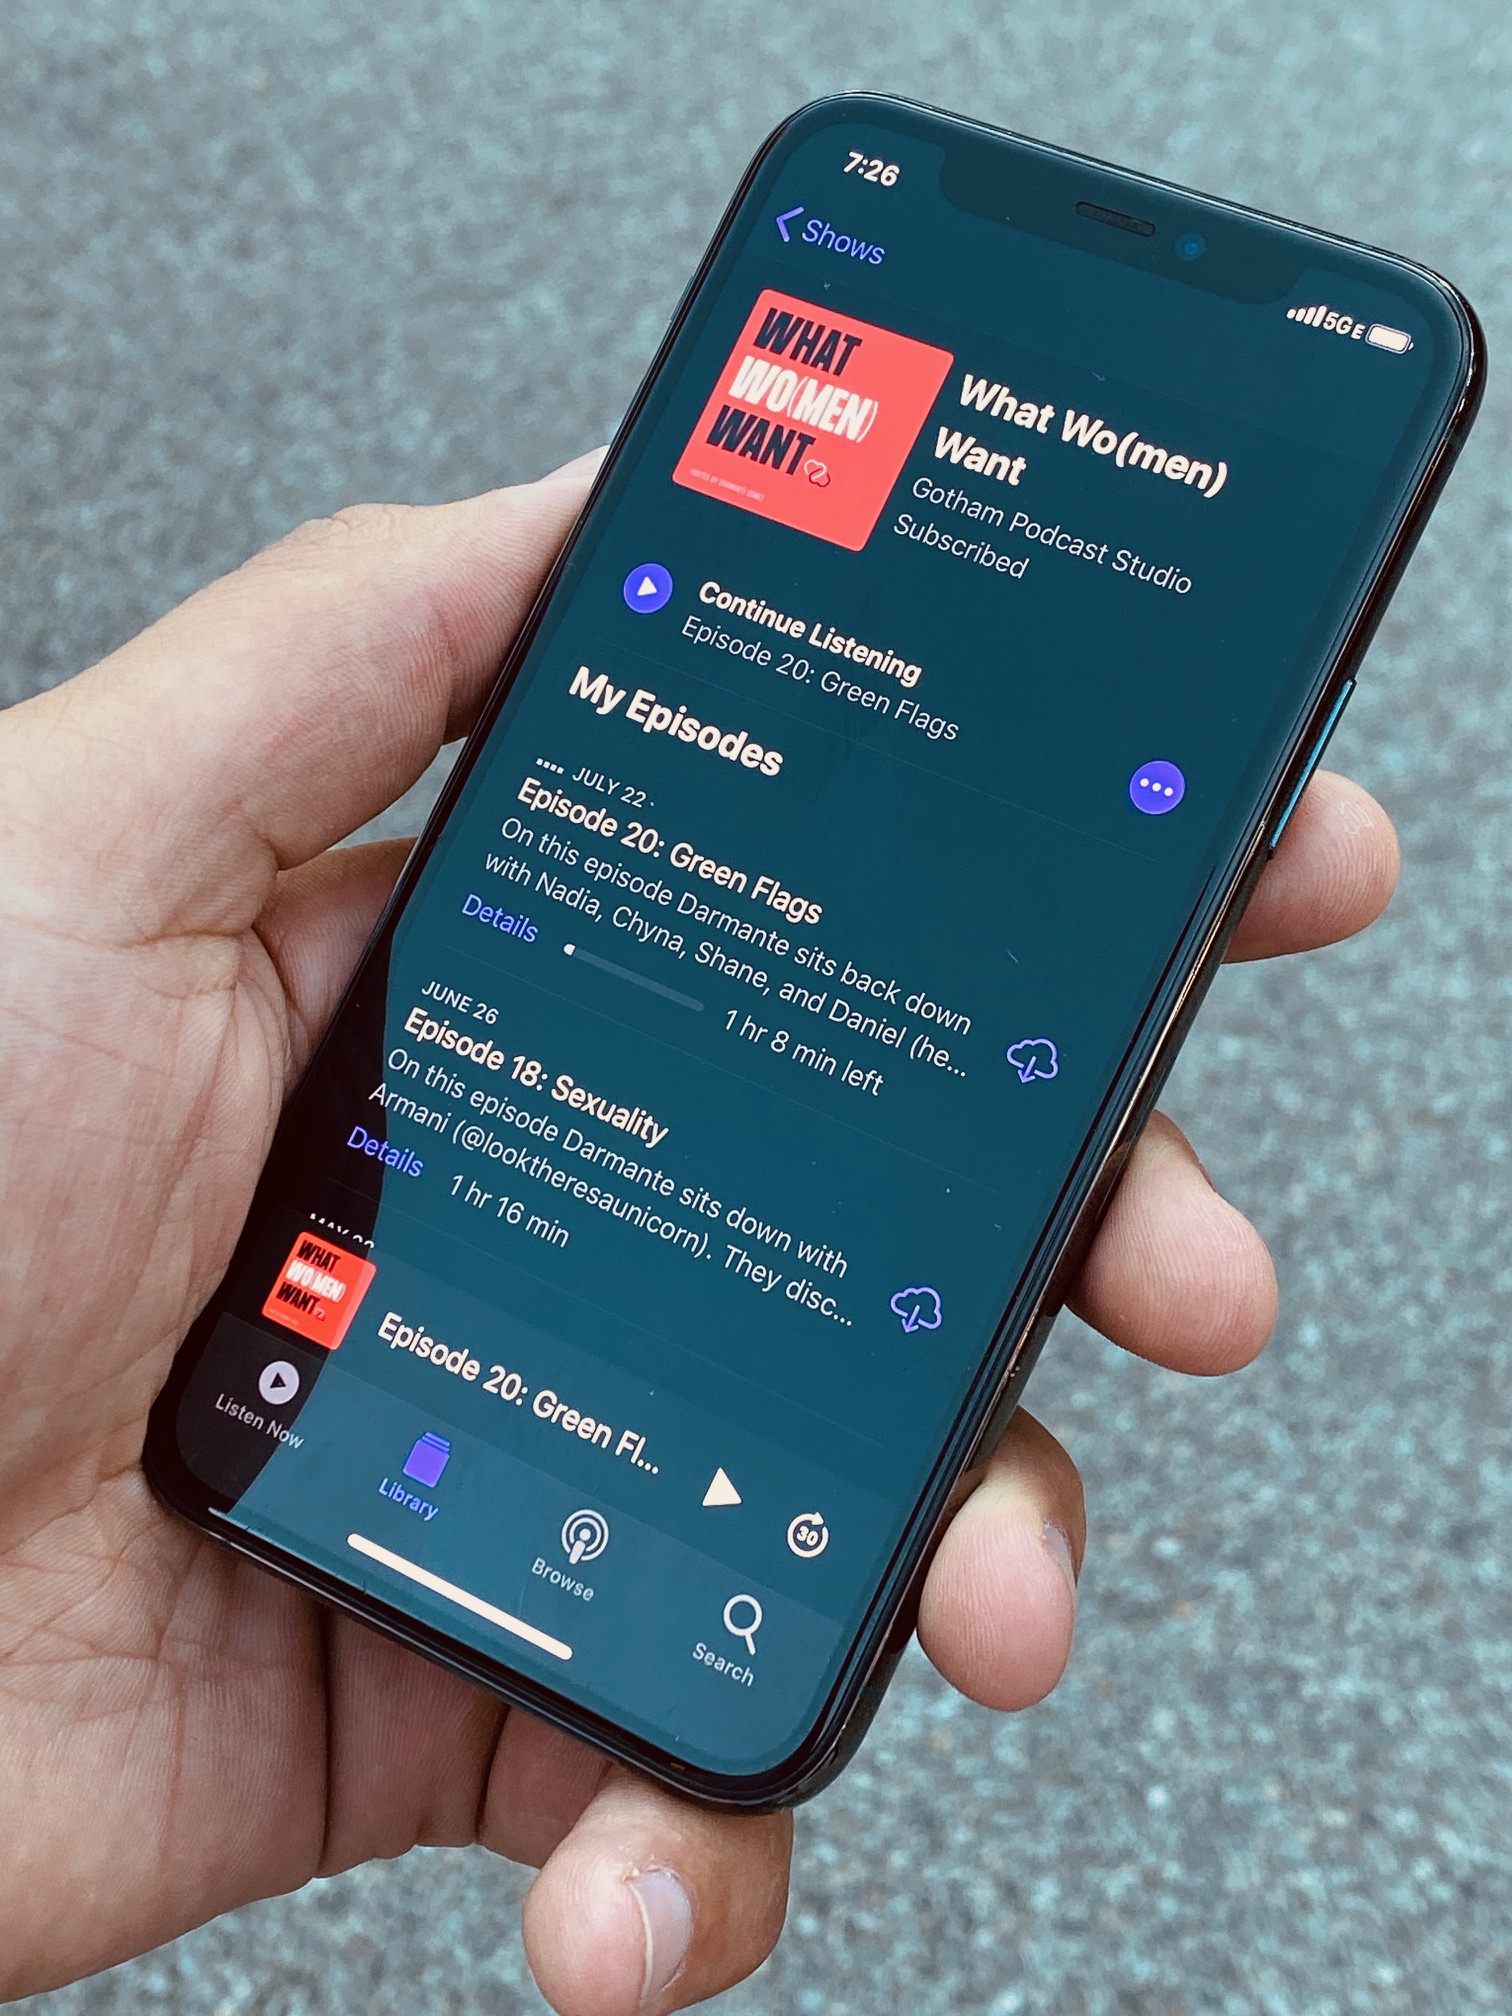 7:26
5GE
Shows
WHAT
WO(MEN)
WANT
What Wo(men)
Want
Gotham Podcast Studio
Subscribed
Continue Listening
Episode 20: Green Flags
My Episodes
JULY 22
Episode 20: Green Flags
On this episode Darmante sits back down
with Nadia, Chyna, Shane, and Daniel (he...
Details
1 hr 8 min left
JUNE 26
Episode 18: Sexuality
On this episode Darmante sits down with
Armani (@looktheresaunicorn). They disc...
Details
1 hr 16 min
WHAT
WO(MEN)
WANT
Episode 20: Green Fl...
30
Listen Now
Library
Browse
Search